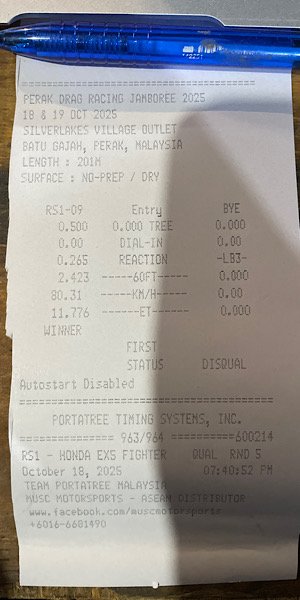 ================================
PERAK DRAG RACING JAMBOREE 2025
18 & 19 OCT 2025
SILVERLAKES VILLAGE OUTLET
BATU GAJAH, PERAK, MALAYSIA
LENGTH : 201M
SURFACE : NO-PREP / DRY
RS1-09 Entry BYE
0.500 0.000 TREE 0.000
0.00 DIAL-IN 0.00
0.265 REACTION -LB3-
2.423 -----60FT----- 0.000
80.31 -----KM/H----- 0.00
11.776 ------ET------ 0.000
WINNER
FIRST
STATUS DISQUAL
Autostart Disabled
===================================
PORTATREE TIMING SYSTEMS, INC.
============= 963/964 ==========600214
RS1 - HONDA EX5 FIGHTER QUAL RND 5
October 18, 2025 07:40:52 PM
TEAM PORTATREE MALAYSIA
MUSC MOTORSPORTS - ASEAN DISTRIBUTOR
www.facebook.com/muscmotorsports
+6016-6601490